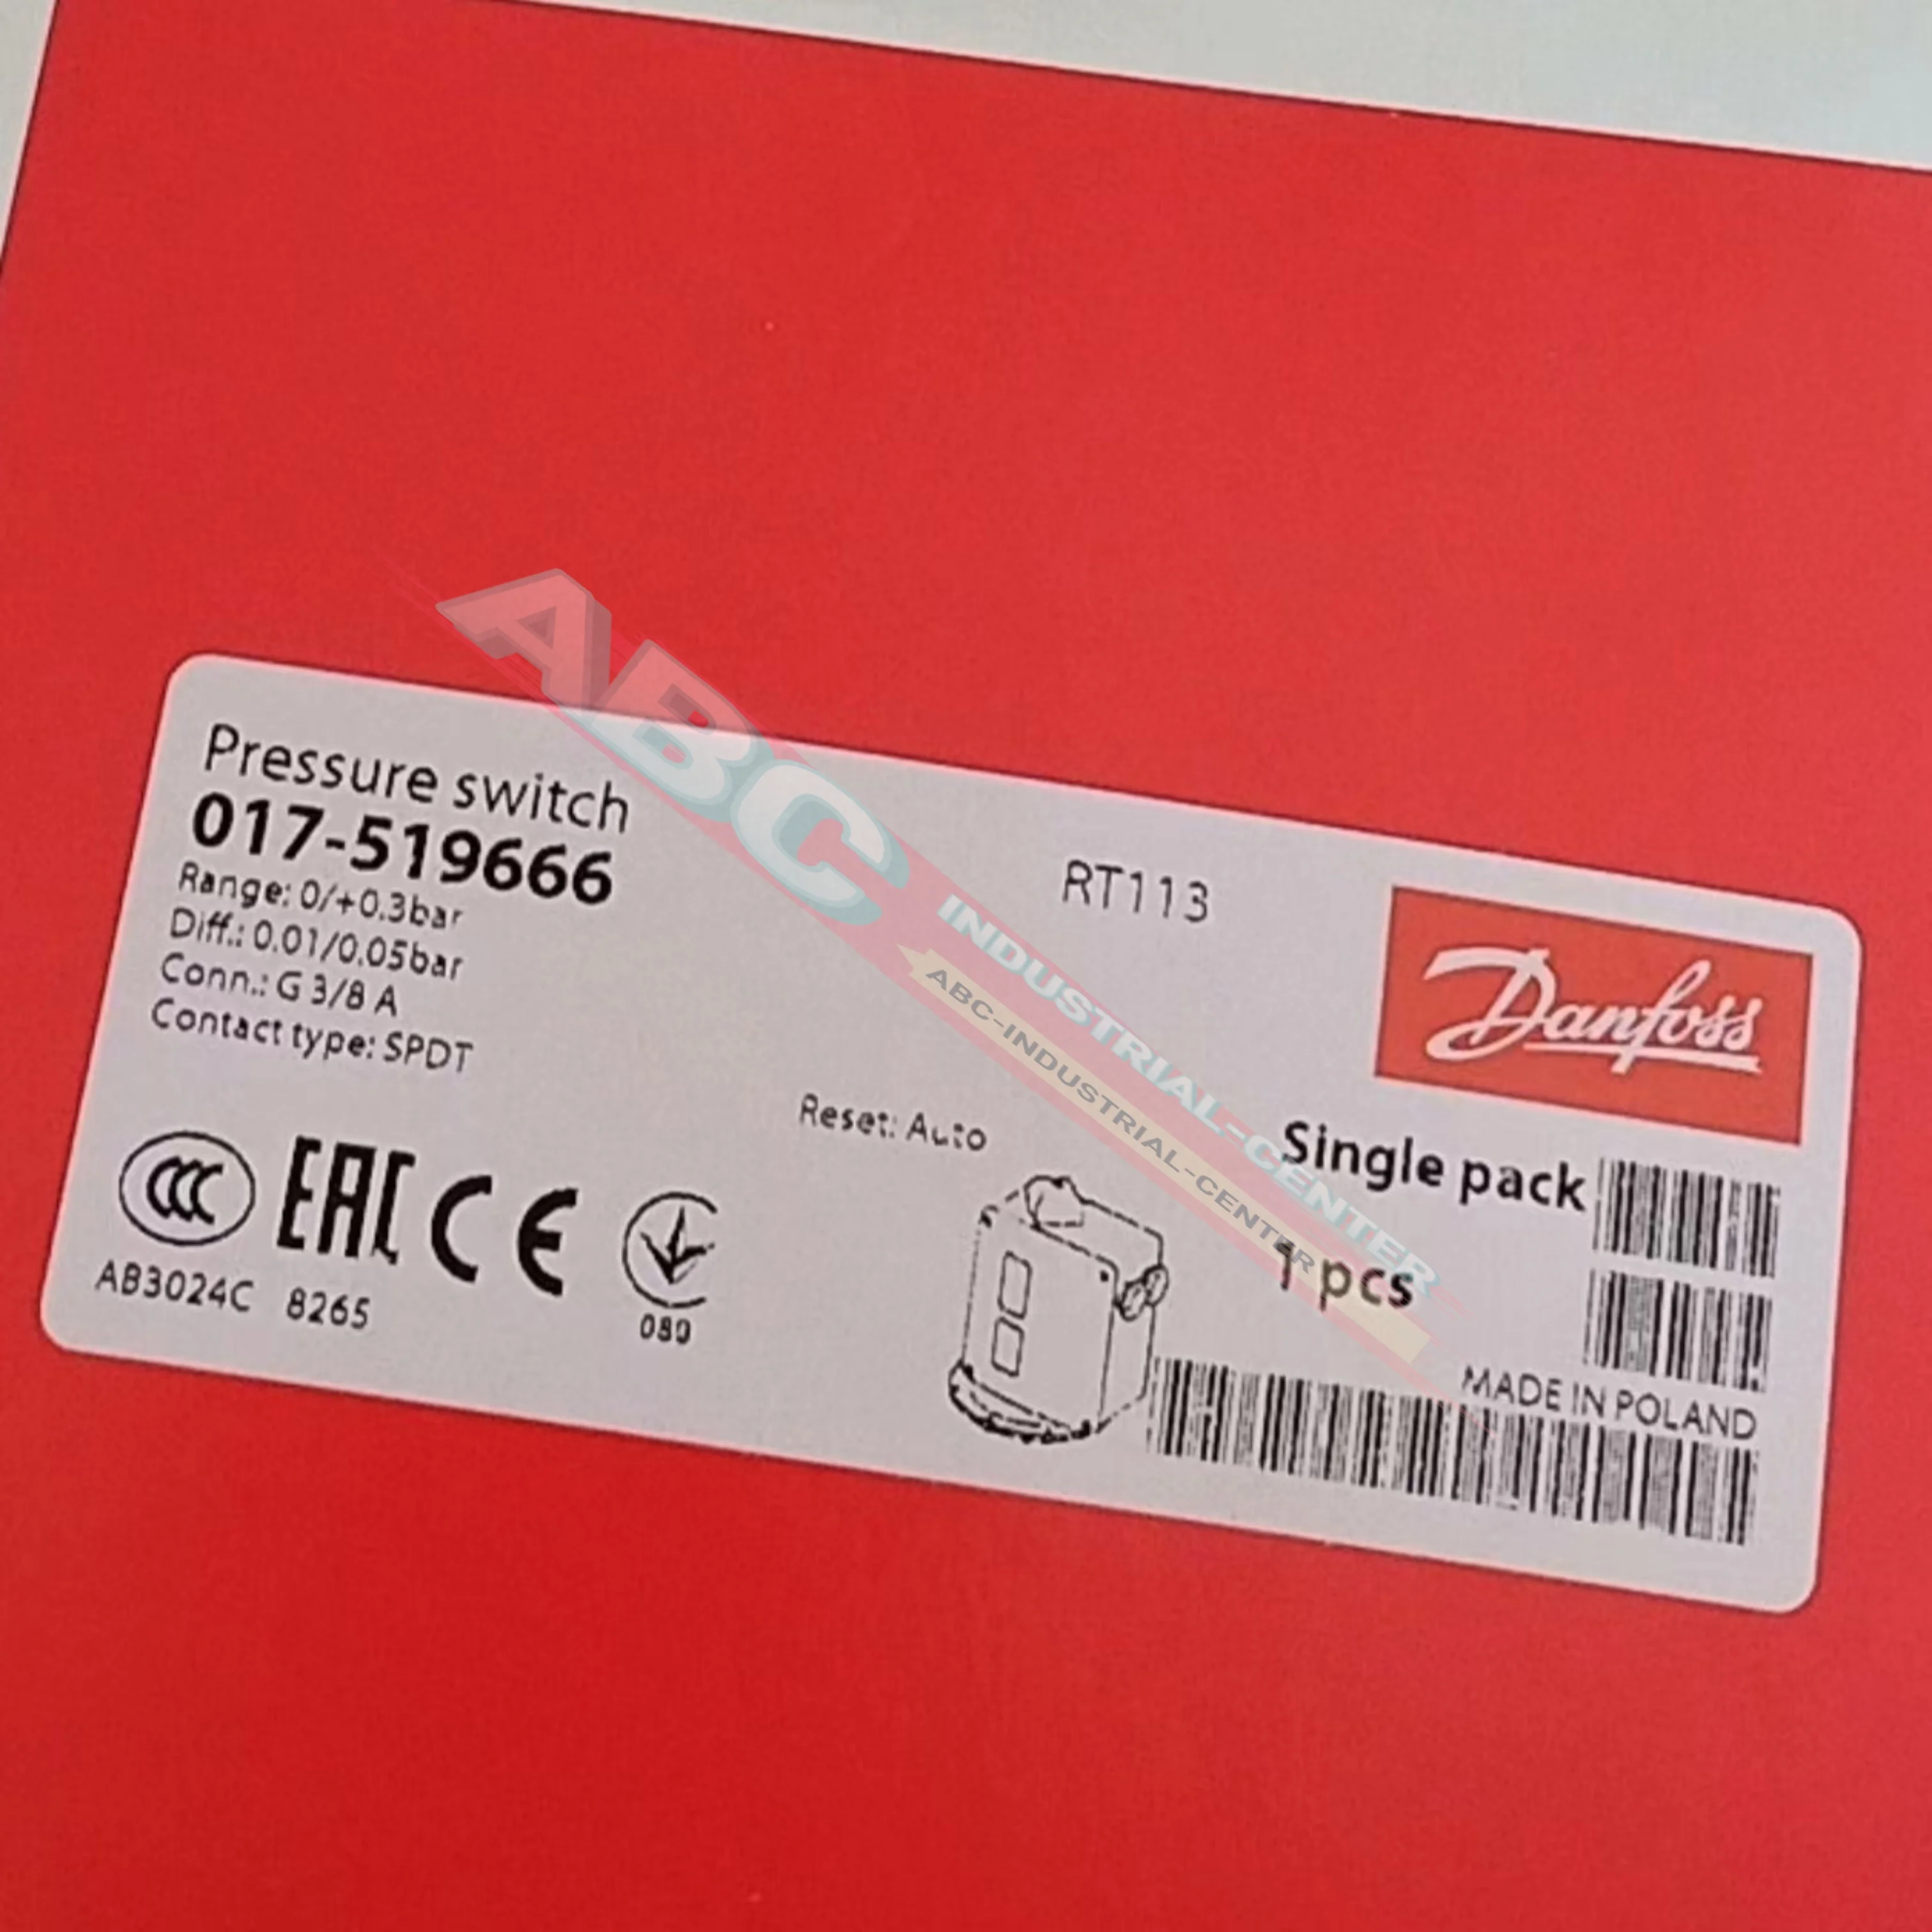 Pressure switch
017-519666
Range: 0/+0.3bar
Diff.: 0.01/0.05bar
Conn.: G 3/8 A
Contact type: SPDT
RT113
Danfoss
Reset: Auto
Single pack
1 pcs
MADE IN POLAND
CCC EAC CE
AB3024C 8265
089
ABC
INDUSTRIAL-CENTER
ABC-INDUSTRIAL-CENTER